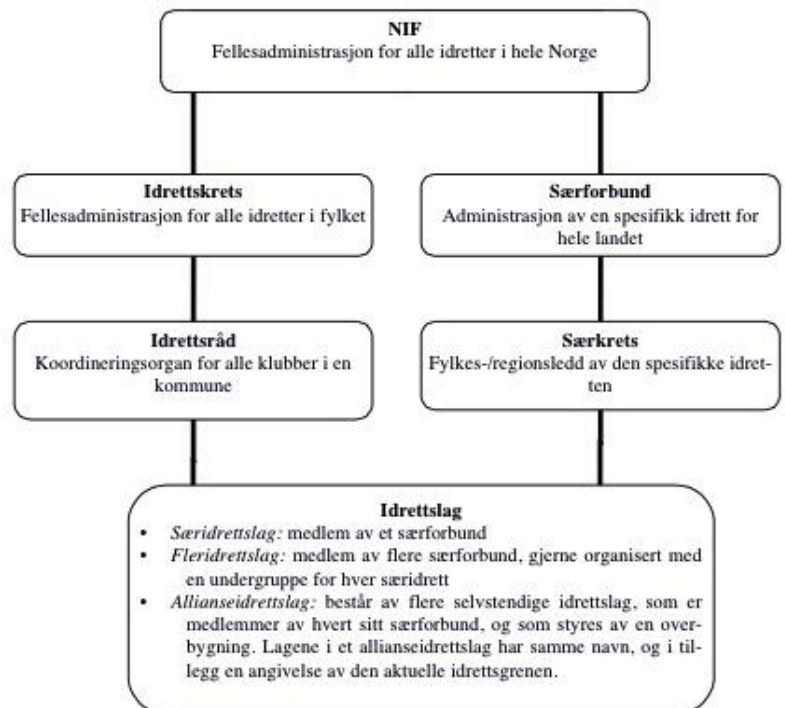 NIF
Fellesadministrasjon for alle idretter i hele Norge
Idrettskrets
Fellesadministrasjon for alle idretter i fylket
Særforbund
Administrasjon av en spesifikk idrett for
hele landet
Idrettsråd
Koordineringsorgan for alle klubber i en
kommune
Særkrets
Fylkes-/regionsledd av den spesifikke idret-
ten
Idrettslag
• Særidrettslag: medlem av et særforbund
• Fleridrettslag: medlem av flere særforbund, gjerne organisert med
en undergruppe for hver særidrett
• Allianseidrettslag: består av flere selvstendige idrettslag, som er
medlemmer av hvert sitt særforbund, og som styres av en over-
bygning. Lagene i et allianseidrettslag har samme navn, og i til-
legg en angivelse av den aktuelle idrettsgrenen.